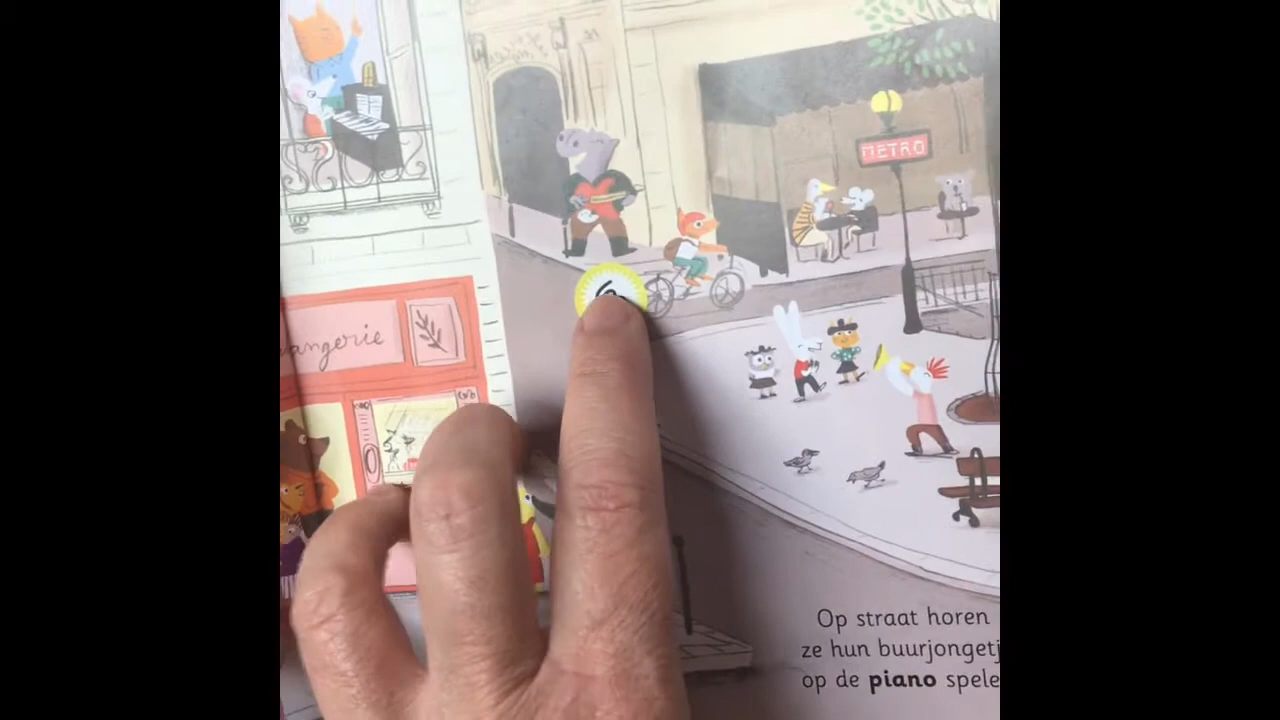 METRO
angerie
Op straat horen
ze hun buurjongetj
op de piano spele